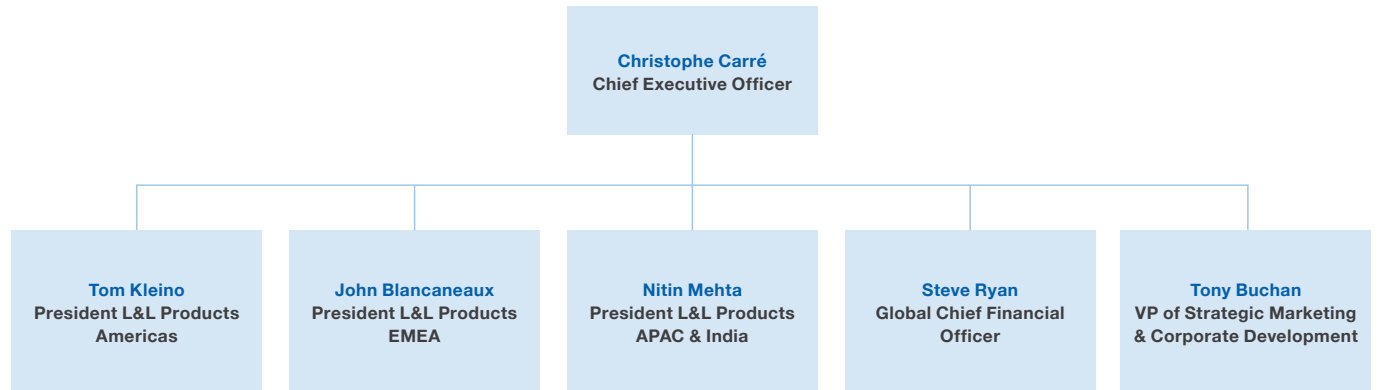 Christophe Carré
Chief Executive Officer
Tom Kleino
President L&L Products
Americas
John Blancaneaux
President L&L Products
EMEA
Nitin Mehta
President L&L Products
APAC & India
Steve Ryan
Global Chief Financial
Officer
Tony Buchan
VP of Strategic Marketing
& Corporate Development